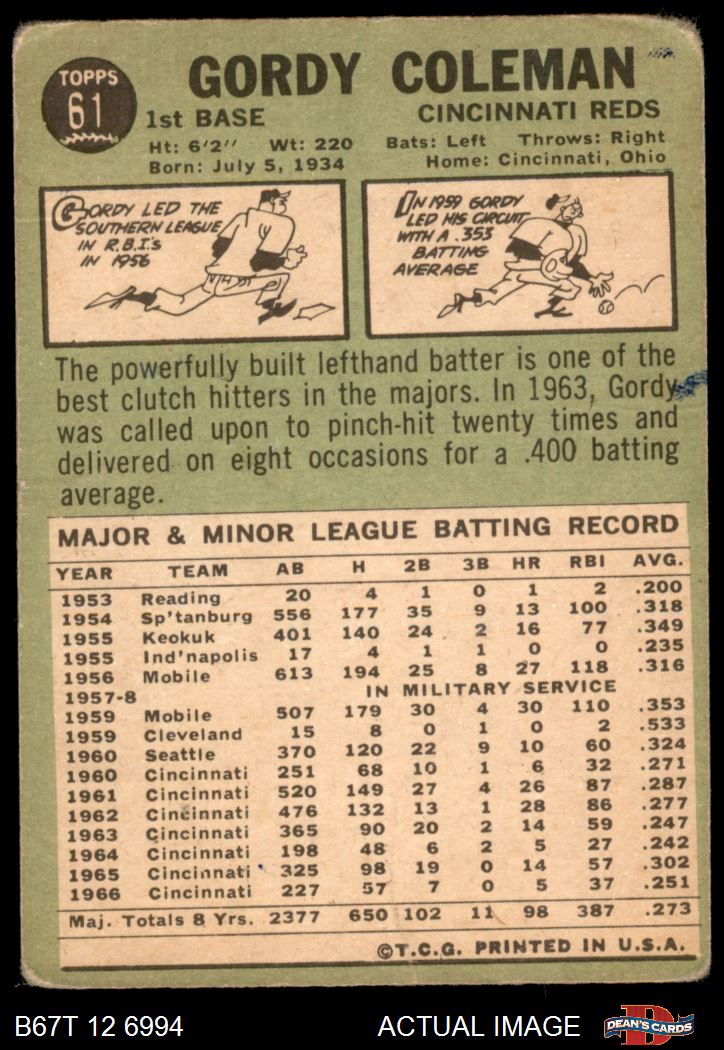 TOPPS
61
GORDY COLEMAN
1st BASE
CINCINNATI REDS
Ht: 6'2'' Wt: 220
Bats: Left Throws: Right
Born: July 5, 1934
Home: Cincinnati, Ohio
GORDY LED THE
SOUTHERN LEAGUE
IN R.B.I.'s
IN 1956
IN 1959 GORDY
LED HIS CIRCUIT
WITH A .353
BATTING
AVERAGE
The powerfully built lefthand batter is one of the
best clutch hitters in the majors. In 1963, Gordy
was called upon to pinch-hit twenty times and
delivered on eight occasions for a .400 batting
average.
MAJOR & MINOR LEAGUE BATTING RECORD
YEAR TEAM AB H 2B 3B HR RBI AVG.
1953 Reading 20 4 1 0 1 2 .200
1954 Sp'tanburg 556 177 35 9 13 100 .318
1955 Keokuk 401 140 24 2 16 77 .349
1955 Ind'napolis 17 4 1 1 0 0 .235
1956 Mobile 613 194 25 8 27 118 .316
1957-8 IN MILITARY SERVICE
1959 Mobile 507 179 30 4 30 110 .353
1959 Cleveland 15 8 0 1 0 2 .533
1960 Seattle 370 120 22 9 10 60 .324
1960 Cincinnati 251 68 10 1 6 32 .271
1961 Cincinnati 520 149 27 4 26 87 .287
1962 Cincinnati 476 132 13 1 28 86 .277
1963 Cincinnati 365 90 20 2 14 59 .247
1964 Cincinnati 198 48 6 2 5 27 .242
1965 Cincinnati 325 98 19 0 14 57 .302
1966 Cincinnati 227 57 7 0 5 37 .251
Maj. Totals 8 Yrs. 2377 650 102 11 98 387 .273
©T.C.G. PRINTED IN U.S.A.
B67T 12 6994 ACTUAL IMAGE
D
DEAN'S CARDS